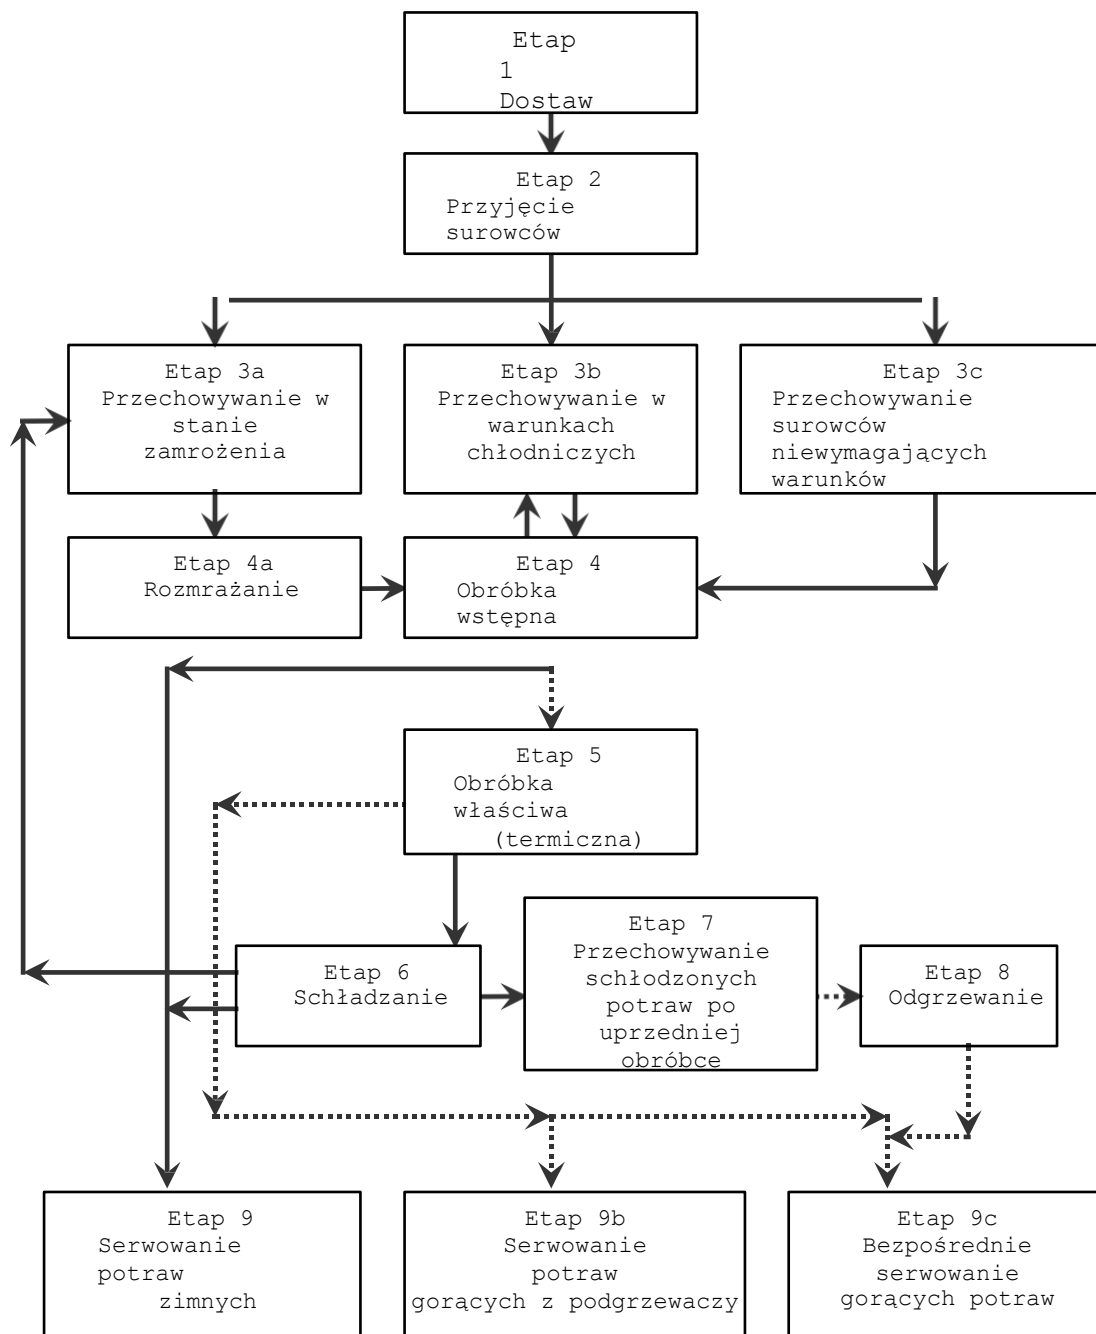 Etap
1
Dostaw
Etap 2
Przyjęcie
surowców
Etap 3a
Przechowywanie w
stanie
zamrożenia
Etap 3b
Przechowywanie w
warunkach
chłodniczych
Etap 3c
Przechowywanie
surowców
niewymagających
warunków
Etap 4a
Rozmrażanie
Etap 4
Obróbka
wstępna
Etap 5
Obróbka
właściwa
(termiczna)
Etap 6
Schładzanie
Etap 7
Przechowywanie
schłodzonych
potraw po
uprzedniej
obróbce
Etap 8
Odgrzewanie
Etap 9
Serwowanie
potraw
zimnych
Etap 9b
Serwowanie
potraw
gorących z podgrzewaczy
Etap 9c
Bezpośrednie
serwowanie
gorących potraw